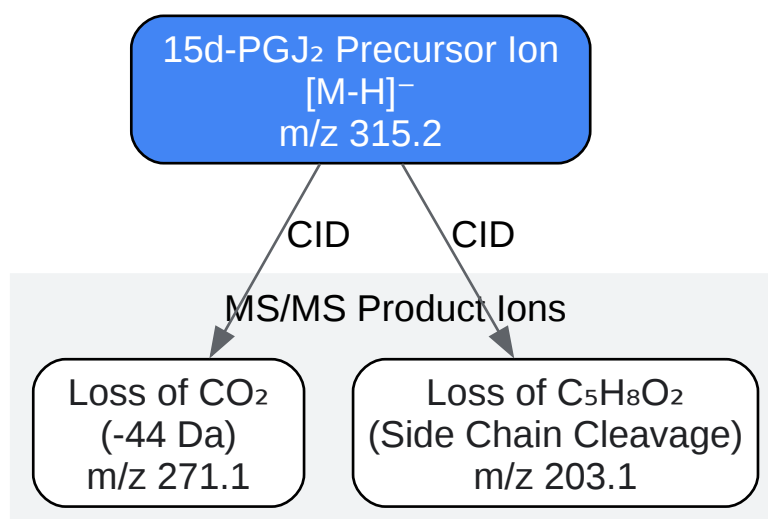 15d-PGJ₂ Precursor Ion
[M-H]⁻
m/z 315.2
CID
CID
MS/MS Product Ions
Loss of CO₂
(-44 Da)
m/z 271.1
Loss of C₅H₈O₂
(Side Chain Cleavage)
m/z 203.1